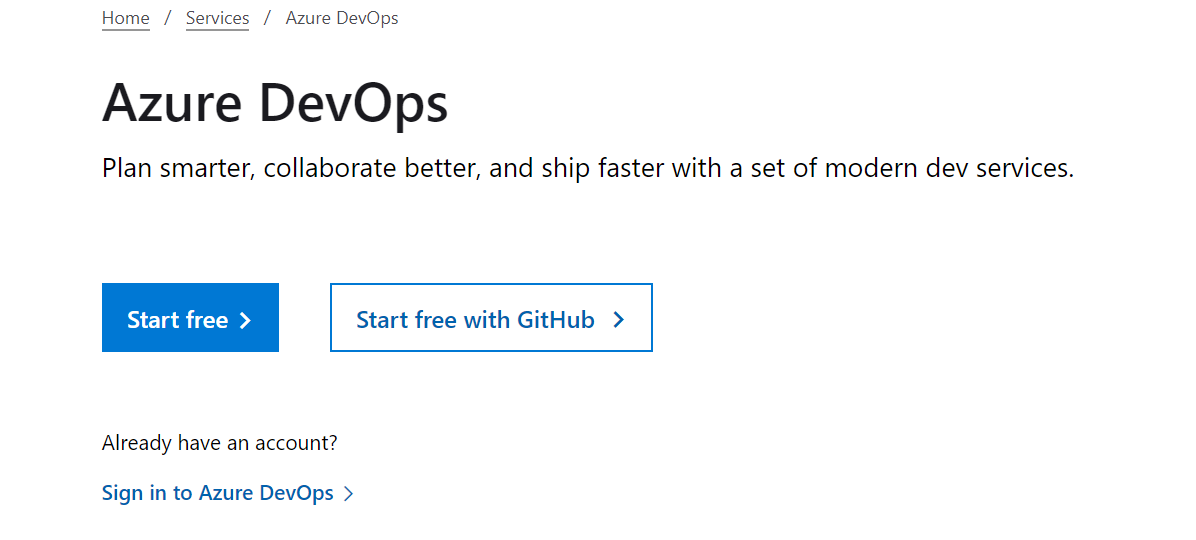 Home / Services / Azure DevOps
Azure DevOps
Plan smarter, collaborate better, and ship faster with a set of modern dev services.
Start free Start free with GitHub
Already have an account?
Sign in to Azure DevOps